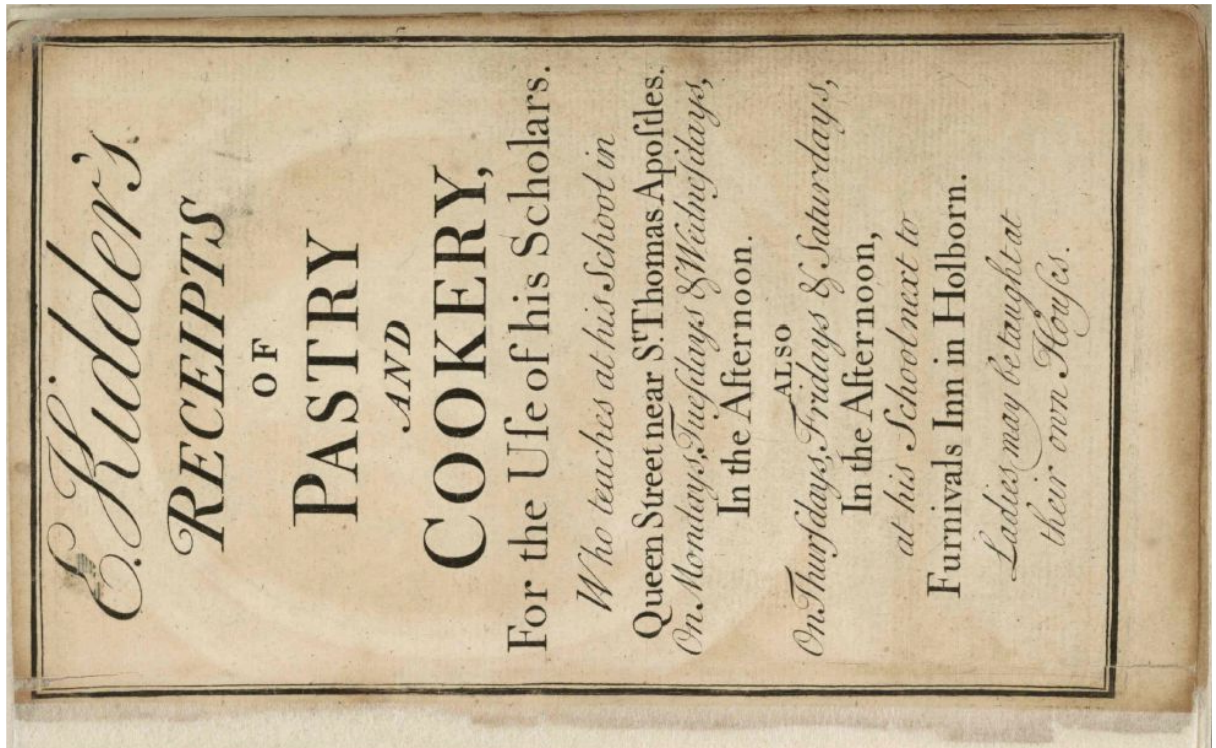 E. Kidder's
RECEIPTS
OF
PASTRY
AND
COOKERY,
For the Uſe of his Scholars.
Who teaches at his School in
Queen Street near St. Thomas Apoſtles.
On Mondays, Tueſdays & Wednesſdays,
In the Afternoon.
ALSO
On Thurſdays, Fridays & Saturdays,
In the Afternoon,
at his School next to
Furnivals Inn in Holborn.
Ladies may be taught at
their own Houſes.